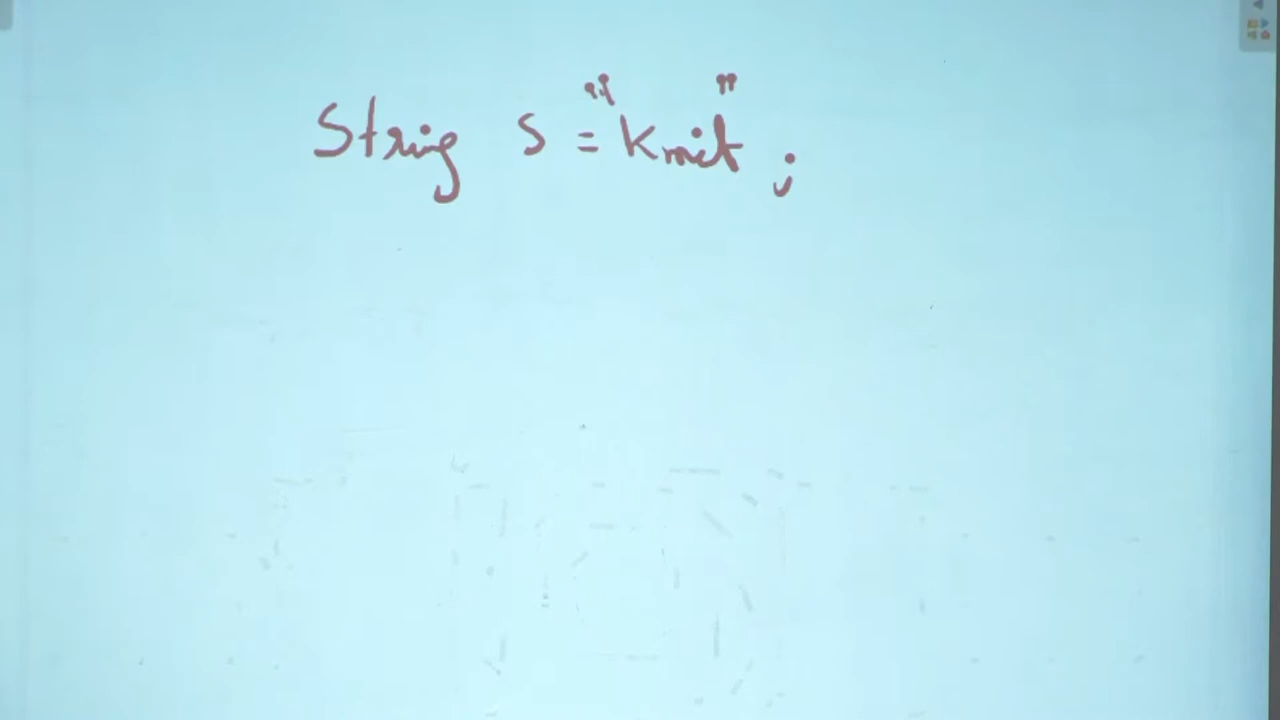 String s = "Kmit";